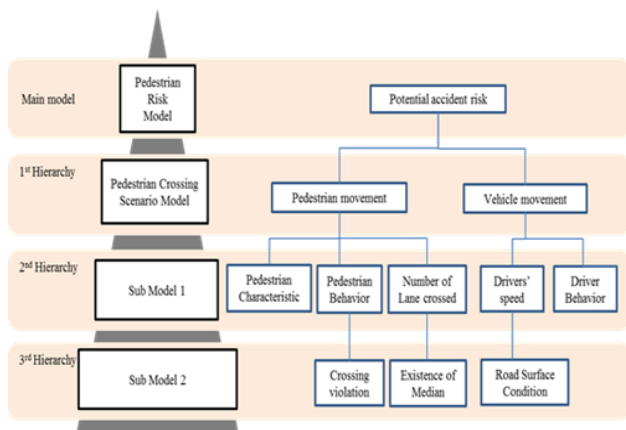 Main model
Pedestrian
Risk
Model
Potential accident risk
1st Hierarchy
Pedestrian Crossing
Scenario Model
Pedestrian movement
Vehicle movement
2nd Hierarchy
Sub Model 1
Pedestrian
Characteristic
Pedestrian
Behavior
Number of
Lane crossed
Drivers'
speed
Driver
Behavior
3rd Hierarchy
Sub Model 2
Crossing
violation
Existence of
Median
Road Surface
Condition